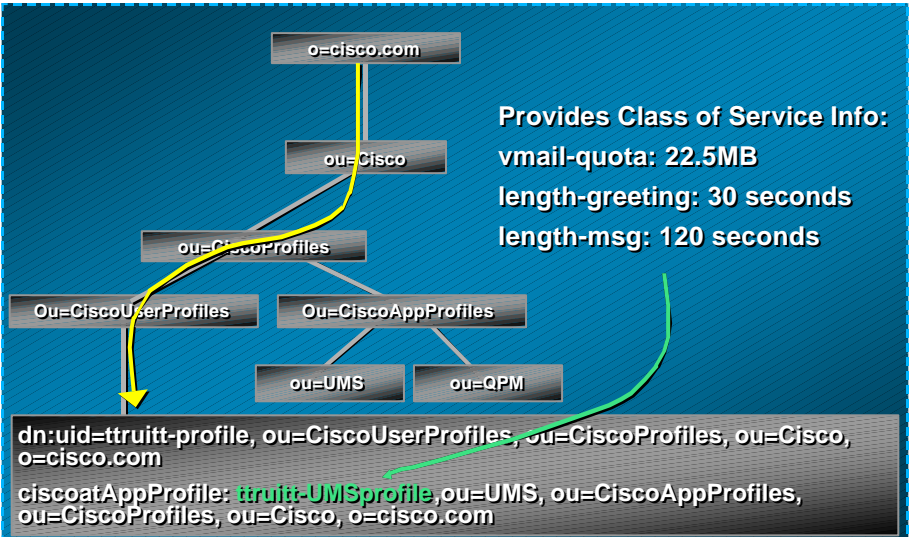 o=cisco.com
ou=Cisco
Provides Class of Service Info:
vmail-quota: 22.5MB
length-greeting: 30 seconds
length-msg: 120 seconds
ou=CiscoProfiles
Ou=CiscoUserProfiles
Ou=CiscoAppProfiles
ou=UMS
ou=QPM
dn:uid=ttruitt-profile, ou=CiscoUserProfiles, ou=CiscoProfiles, ou=Cisco,
o=cisco.com
ciscoatAppProfile: ttruitt-UMSprofile,ou=UMS, ou=CiscoAppProfiles,
ou=CiscoProfiles, ou=Cisco, o=cisco.com